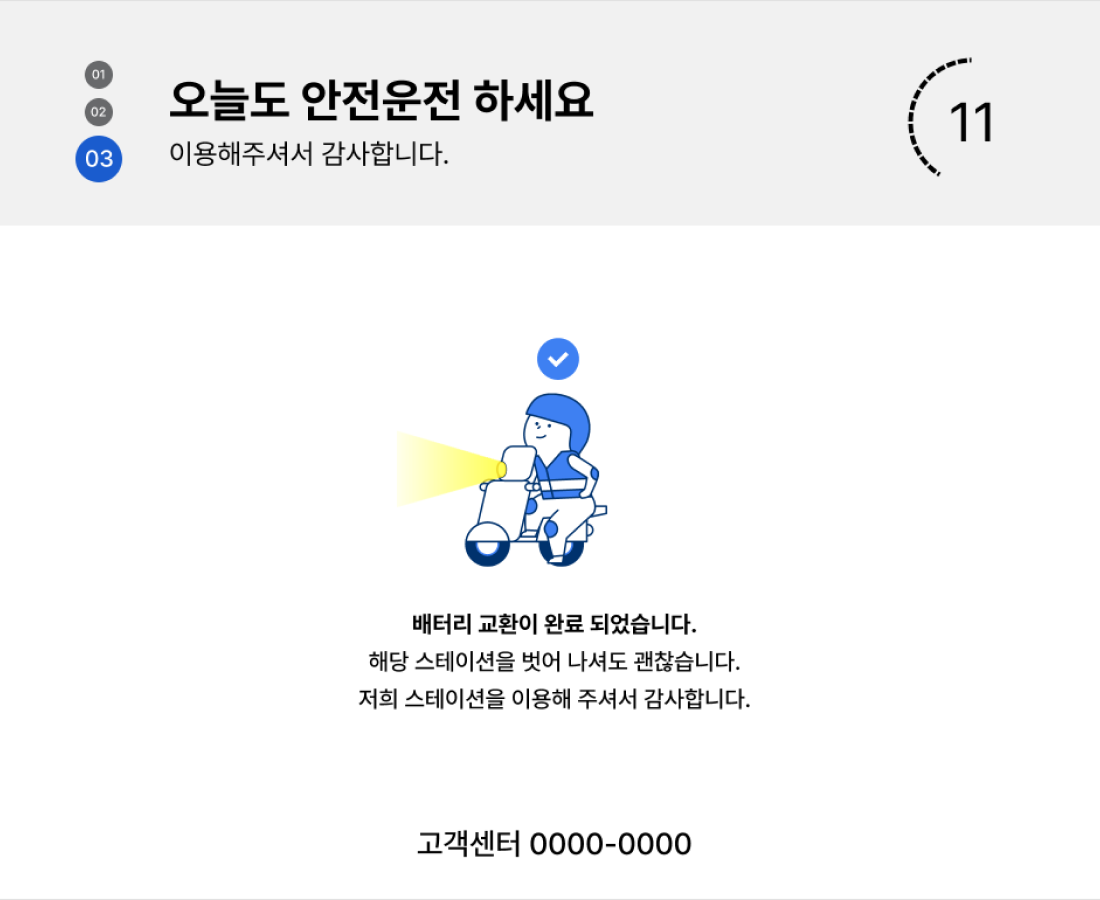 01
02
03
오늘도 안전운전 하세요
이용해주셔서 감사합니다.
11
배터리 교환이 완료 되었습니다.
해당 스테이션을 벗어 나셔도 괜찮습니다.
저희 스테이션을 이용해 주셔서 감사합니다.
고객센터 0000-0000